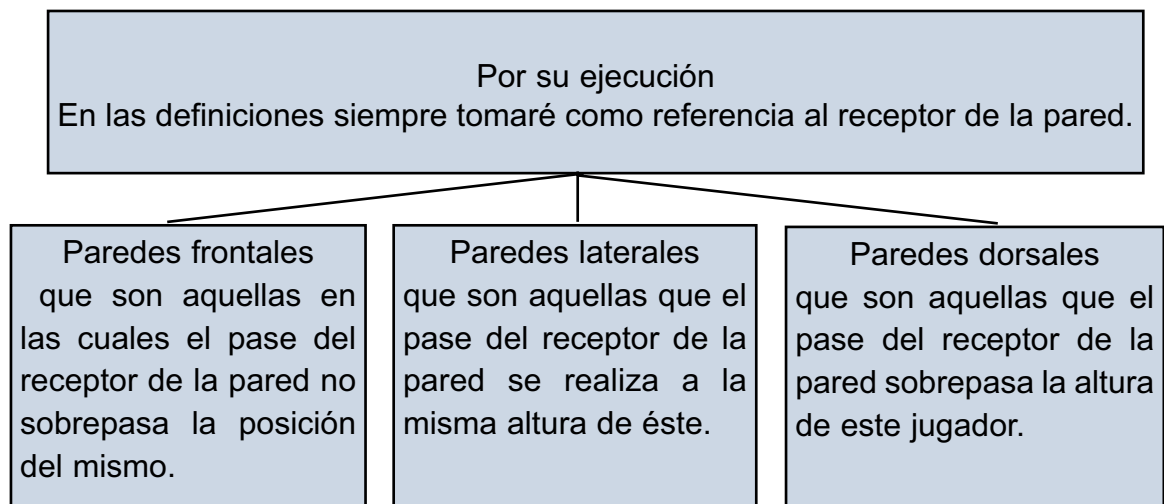 Por su ejecución
En las definiciones siempre tomaré como referencia al receptor de la pared.
Paredes frontales
que son aquellas en
las cuales el pase del
receptor de la pared no
sobrepasa la posición
del mismo.
Paredes laterales
que son aquellas que el
pase del receptor de la
pared se realiza a la
misma altura de éste.
Paredes dorsales
que son aquellas que el
pase del receptor de la
pared sobrepasa la altura
de este jugador.